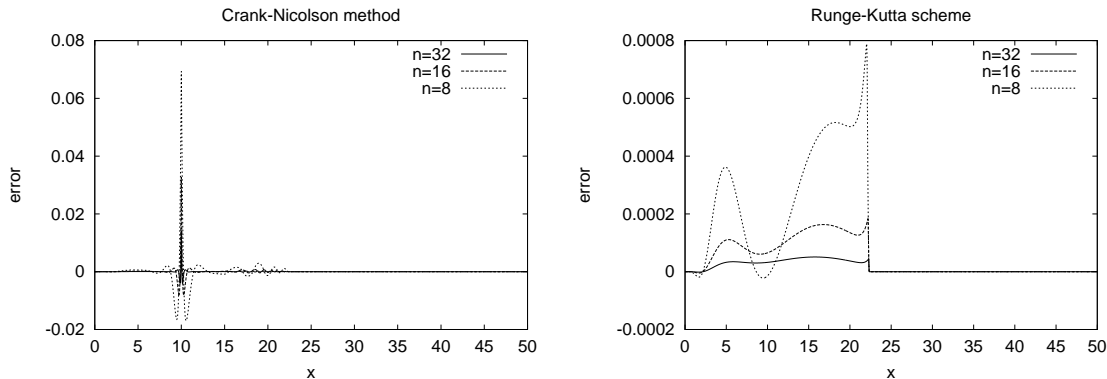 Crank-Nicolson method
0.08
0.06
0.04
0.02
0
-0.02
error
0 5 10 15 20 25 30 35 40 45 50
x
n=32
n=16
n=8
Runge-Kutta scheme
0.0008
0.0006
0.0004
0.0002
0
-0.0002
error
0 5 10 15 20 25 30 35 40 45 50
x
n=32
n=16
n=8